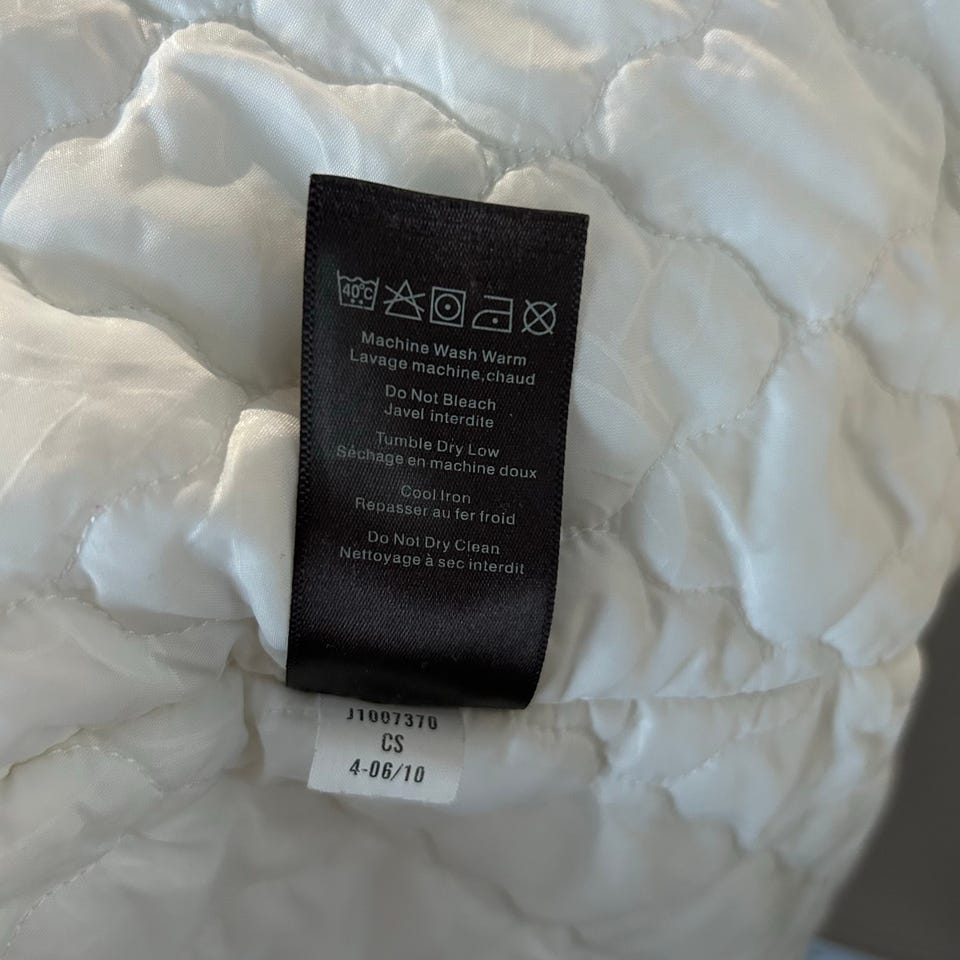 40°C
Machine Wash Warm
Lavage machine,chaud
Do Not Bleach
Javel interdite
Tumble Dry Low
Séchage en machine doux
Cool Iron
Repasser au fer froid
Do Not Dry Clean
Nettoyage à sec interdit
J1007370
CS
4-06/10